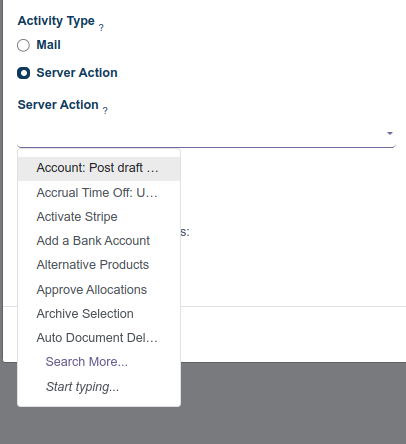 Activity Type ?
Mail
Server Action
Server Action ?
Account: Post draft ...
Accrual Time Off: U...
Activate Stripe
s:
Add a Bank Account
Alternative Products
Approve Allocations
Archive Selection
Auto Document Del...
Search More...
Start typing...